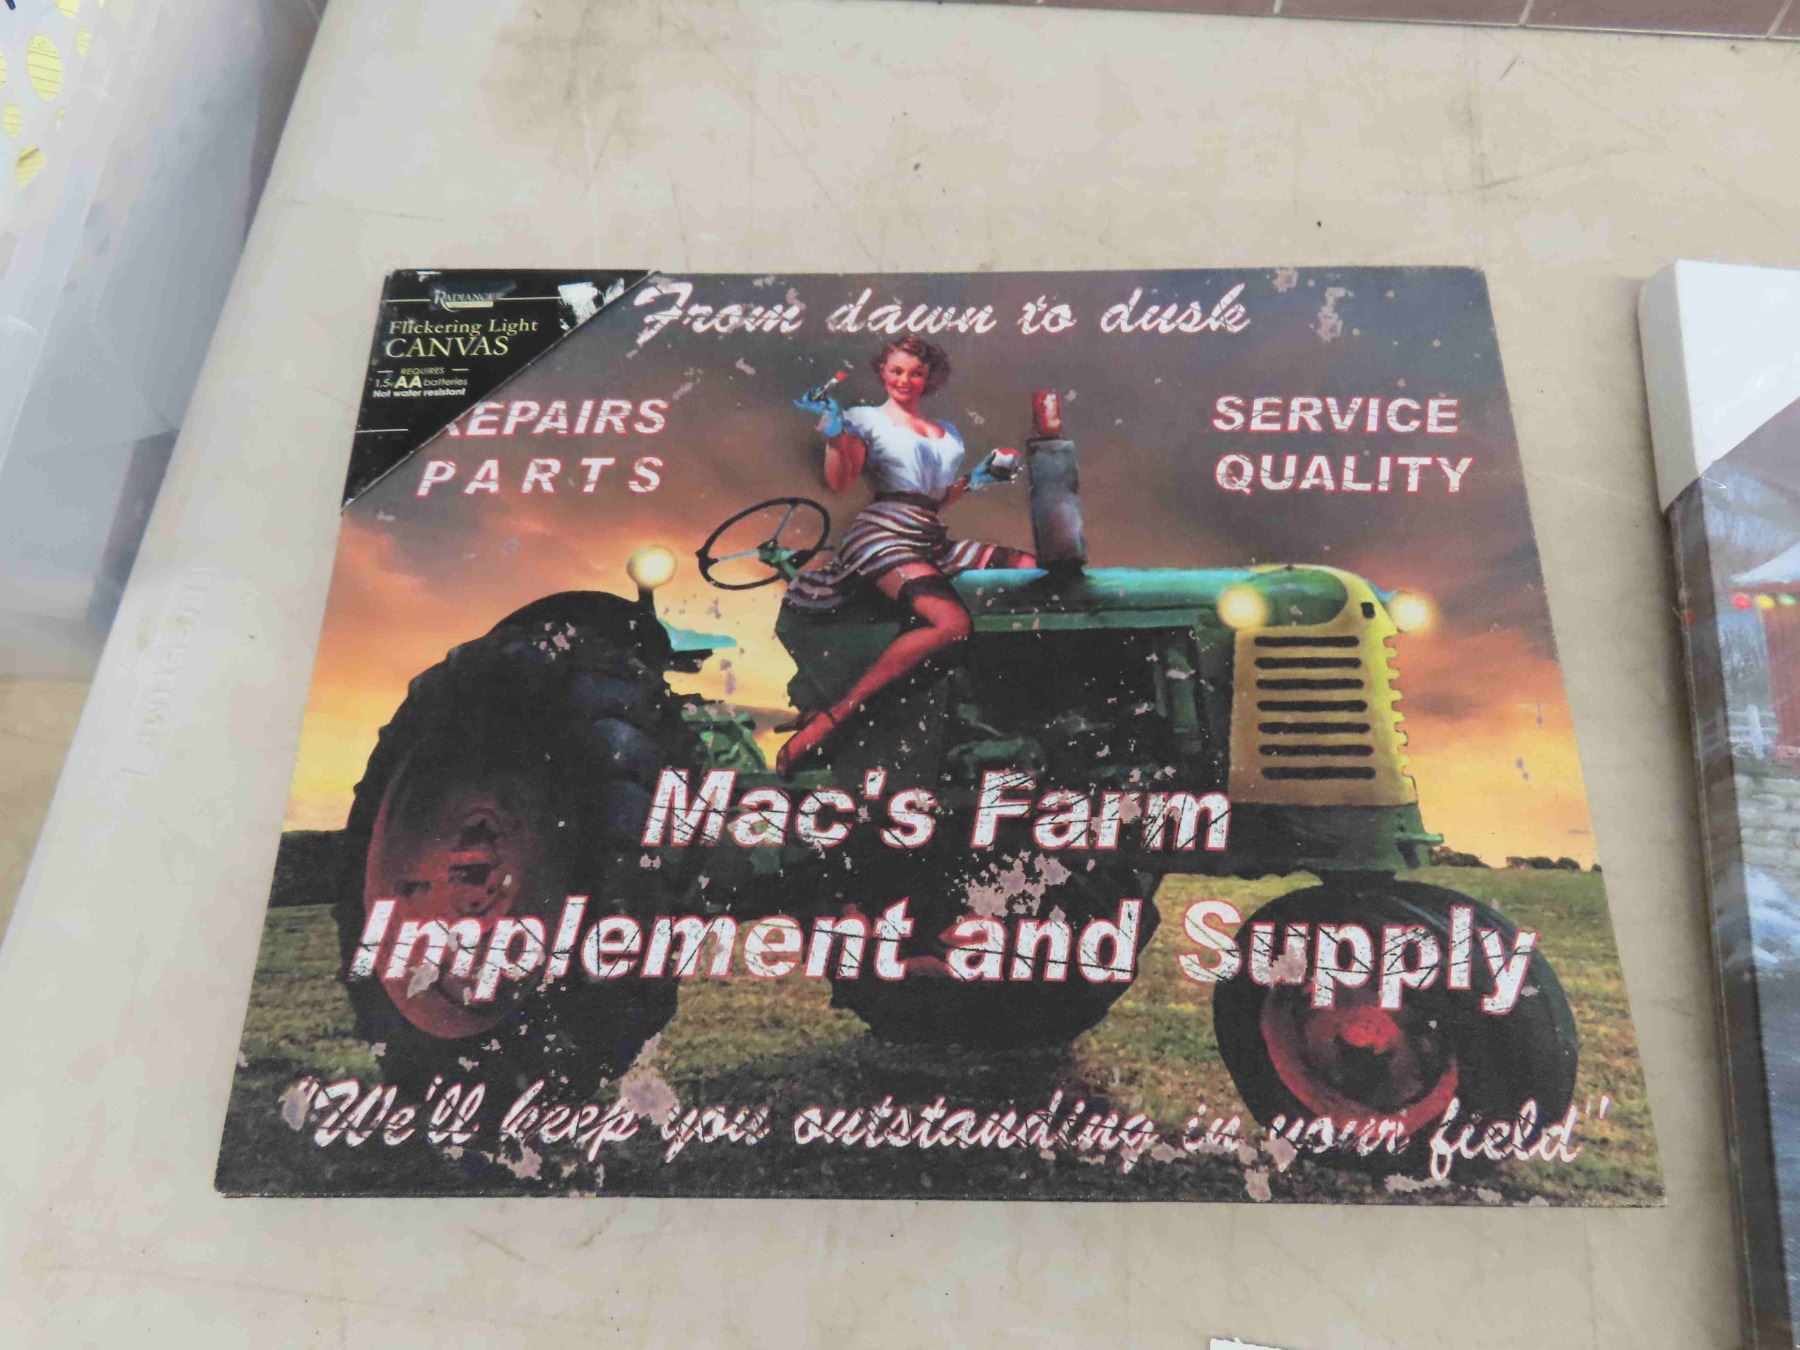 RADIANCE
Flickering Light
CANVAS
REQUIRES
1.5-AA batteries
Not water resistant
From dawn to dusk
REPAIRS
PARTS
SERVICE
QUALITY
Mac's Farm
Implement and Supply
"We'll keep you outstanding in your field"